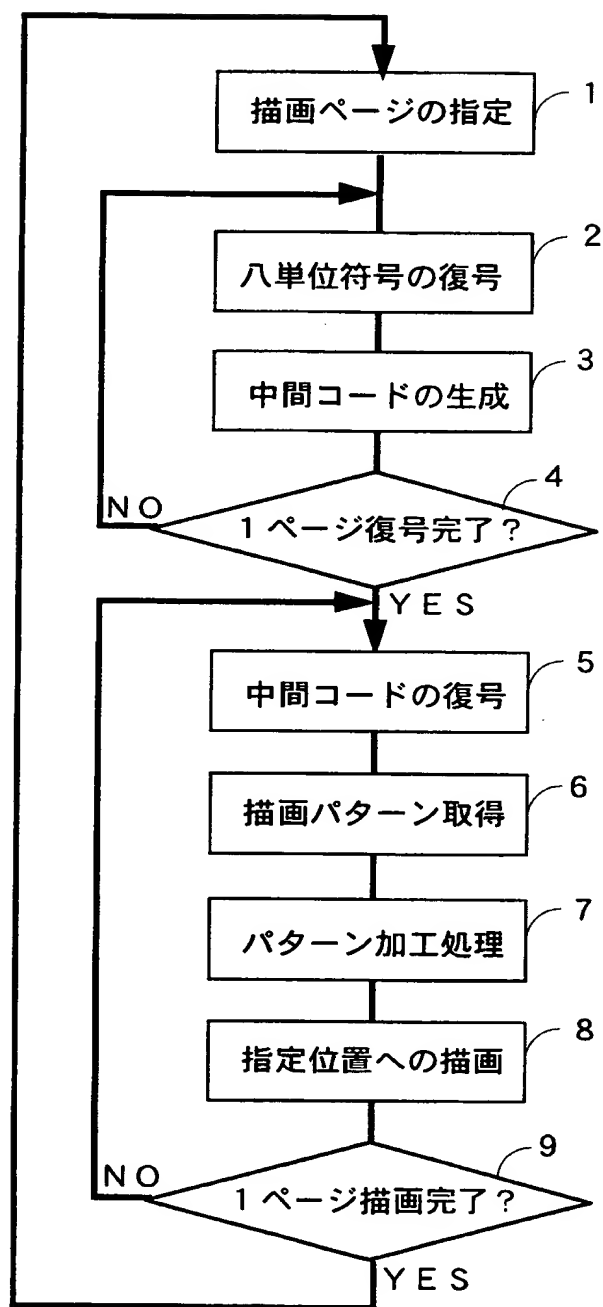 描画ページの指定
1
八単位符号の復号
2
中間コードの生成
3
1ページ復号完了？
4
NO
YES
中間コードの復号
5
描画パターン取得
6
パターン加工処理
7
指定位置への描画
8
1ページ描画完了？
9
NO
YES